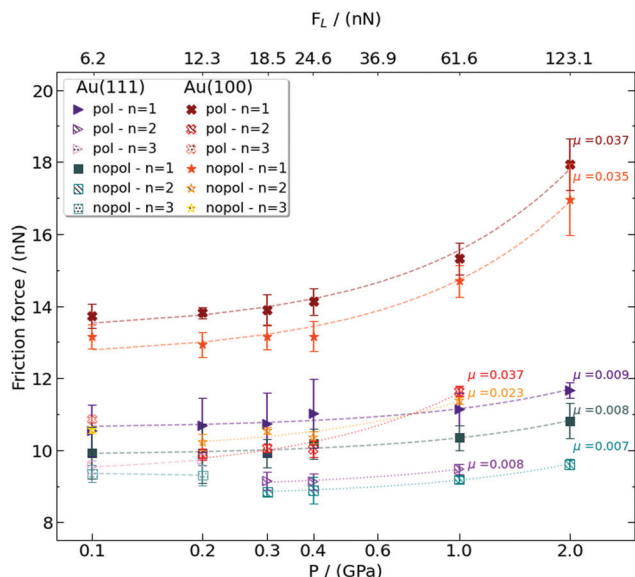 F_L / (nN)
6.2 12.3 18.5 24.6 36.9 61.6 123.1
Au(111) Au(100)
pol - n=1 pol - n=1
pol - n=2 pol - n=2
pol - n=3 pol - n=3
nopol - n=1 nopol - n=1
nopol - n=2 nopol - n=2
nopol - n=3 nopol - n=3
Friction force / (nN)
20
18
16
14
12
10
8
μ=0.037
μ=0.035
μ=0.037
μ=0.023
μ=0.009
μ=0.008
μ=0.008
μ=0.007
0.1 0.2 0.3 0.4 0.6 1.0 2.0
P / (GPa)